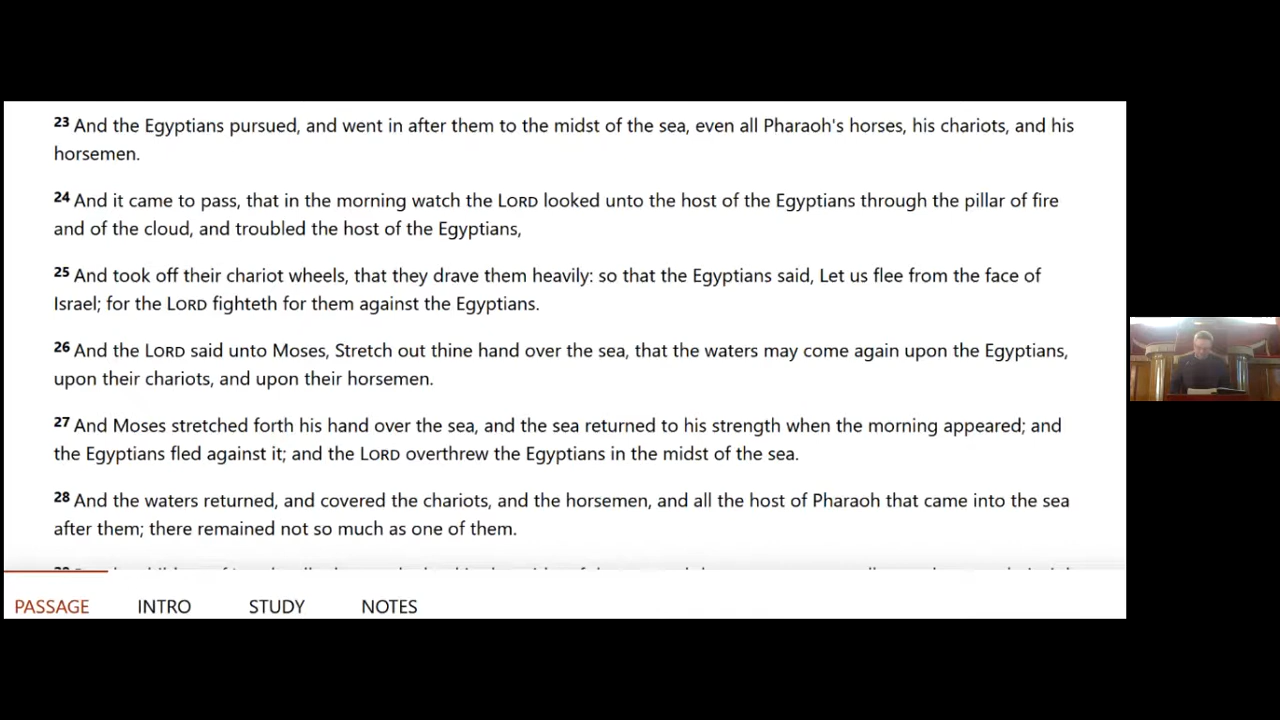 23 And the Egyptians pursued, and went in after them to the midst of the sea, even all Pharaoh's horses, his chariots, and his
horsemen.
24 And it came to pass, that in the morning watch the LORD looked unto the host of the Egyptians through the pillar of fire
and of the cloud, and troubled the host of the Egyptians,
25 And took off their chariot wheels, that they drave them heavily: so that the Egyptians said, Let us flee from the face of
Israel; for the LORD fighteth for them against the Egyptians.
26 And the LORD said unto Moses, Stretch out thine hand over the sea, that the waters may come again upon the Egyptians,
upon their chariots, and upon their horsemen.
27 And Moses stretched forth his hand over the sea, and the sea returned to his strength when the morning appeared; and
the Egyptians fled against it; and the LORD overthrew the Egyptians in the midst of the sea.
28 And the waters returned, and covered the chariots, and the horsemen, and all the host of Pharaoh that came into the sea
after them; there remained not so much as one of them.
PASSAGE INTRO STUDY NOTES